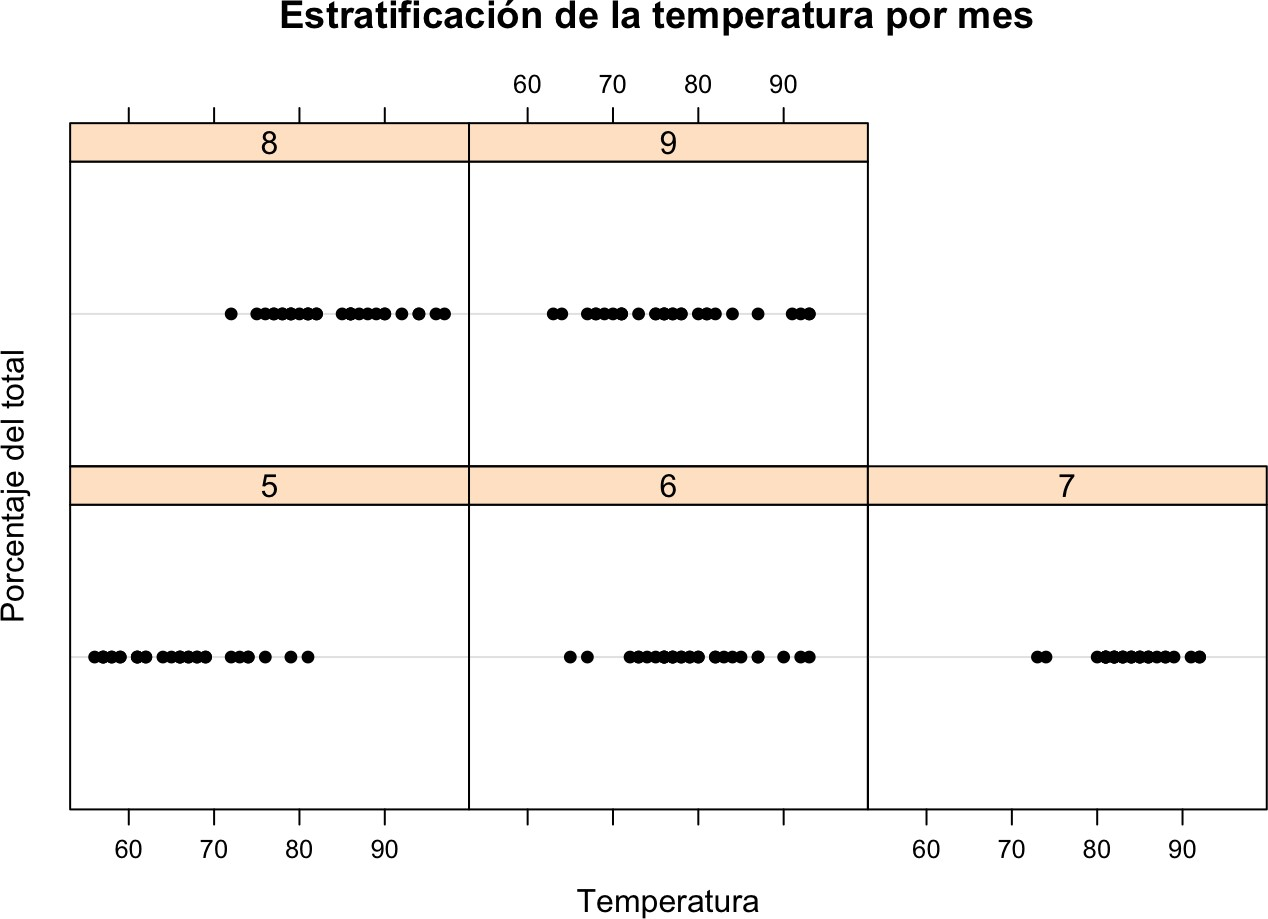 Estratificación de la temperatura por mes
60 70 80 90
8 9
Porcentaje del total
5 6 7
60 70 80 90 60 70 80 90
Temperatura